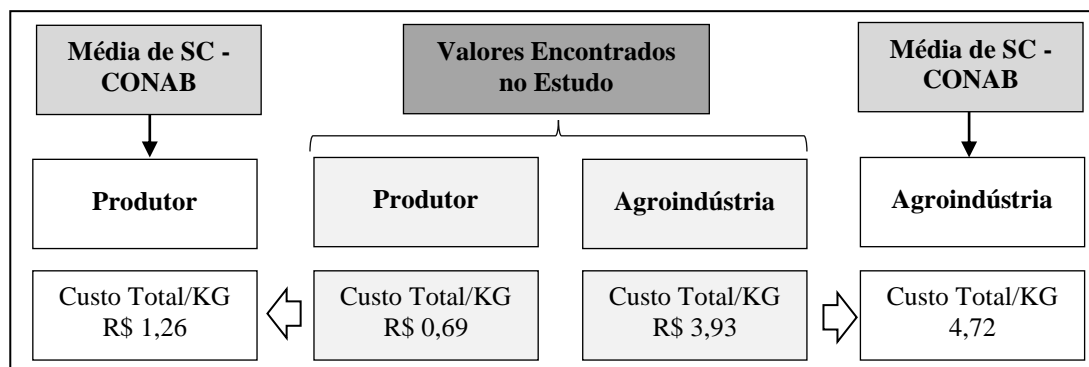 Média de SC -
CONAB
Valores Encontrados
no Estudo
Média de SC -
CONAB
Produtor
Produtor
Agroindústria
Agroindústria
Custo Total/KG
R$ 1,26
Custo Total/KG
R$ 0,69
Custo Total/KG
R$ 3,93
Custo Total/KG
4,72